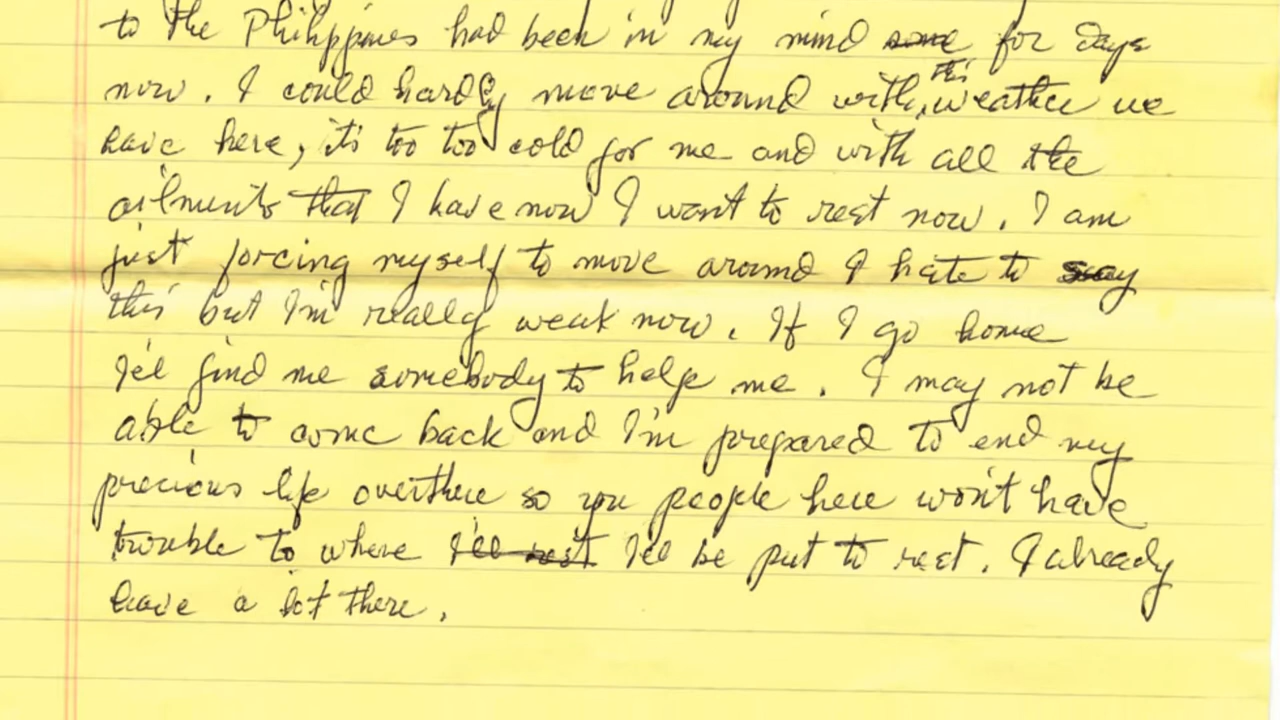 to the Philippines had been in my mind some for days
now. I could hardly move around with this weather we
have here, it's too too cold for me and with all the
ailments that I have now I want to rest now. I am
just forcing myself to move around I hate to say
this but I'm really weak now. If I go home
I'll find me somebody to help me. I may not be
able to come back and I'm prepared to end my
precious life overthere so you people here won't have
trouble to where I'll rest I'll be put to rest. I already
have a lot there.